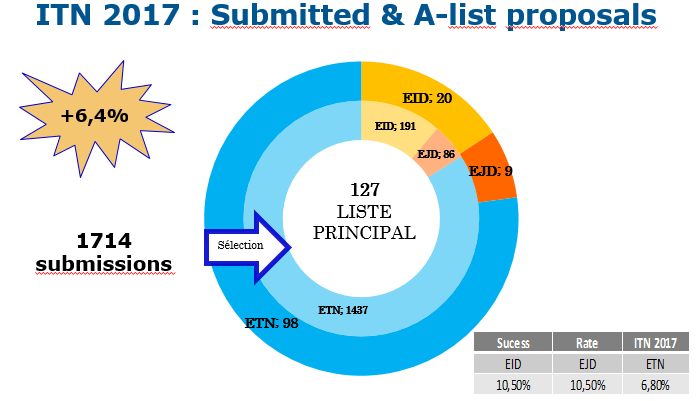 ITN 2017 : Submitted & A-list proposals
+6,4%
EID; 20
EID; 191
EJD; 86
EJD; 9
127
LISTE
PRINCIPAL
1714
submissions
Sélection
ETN; 1437
ETN; 98
Sucess Rate ITN 2017
EID EJD ETN
10,50% 10,50% 6,80%